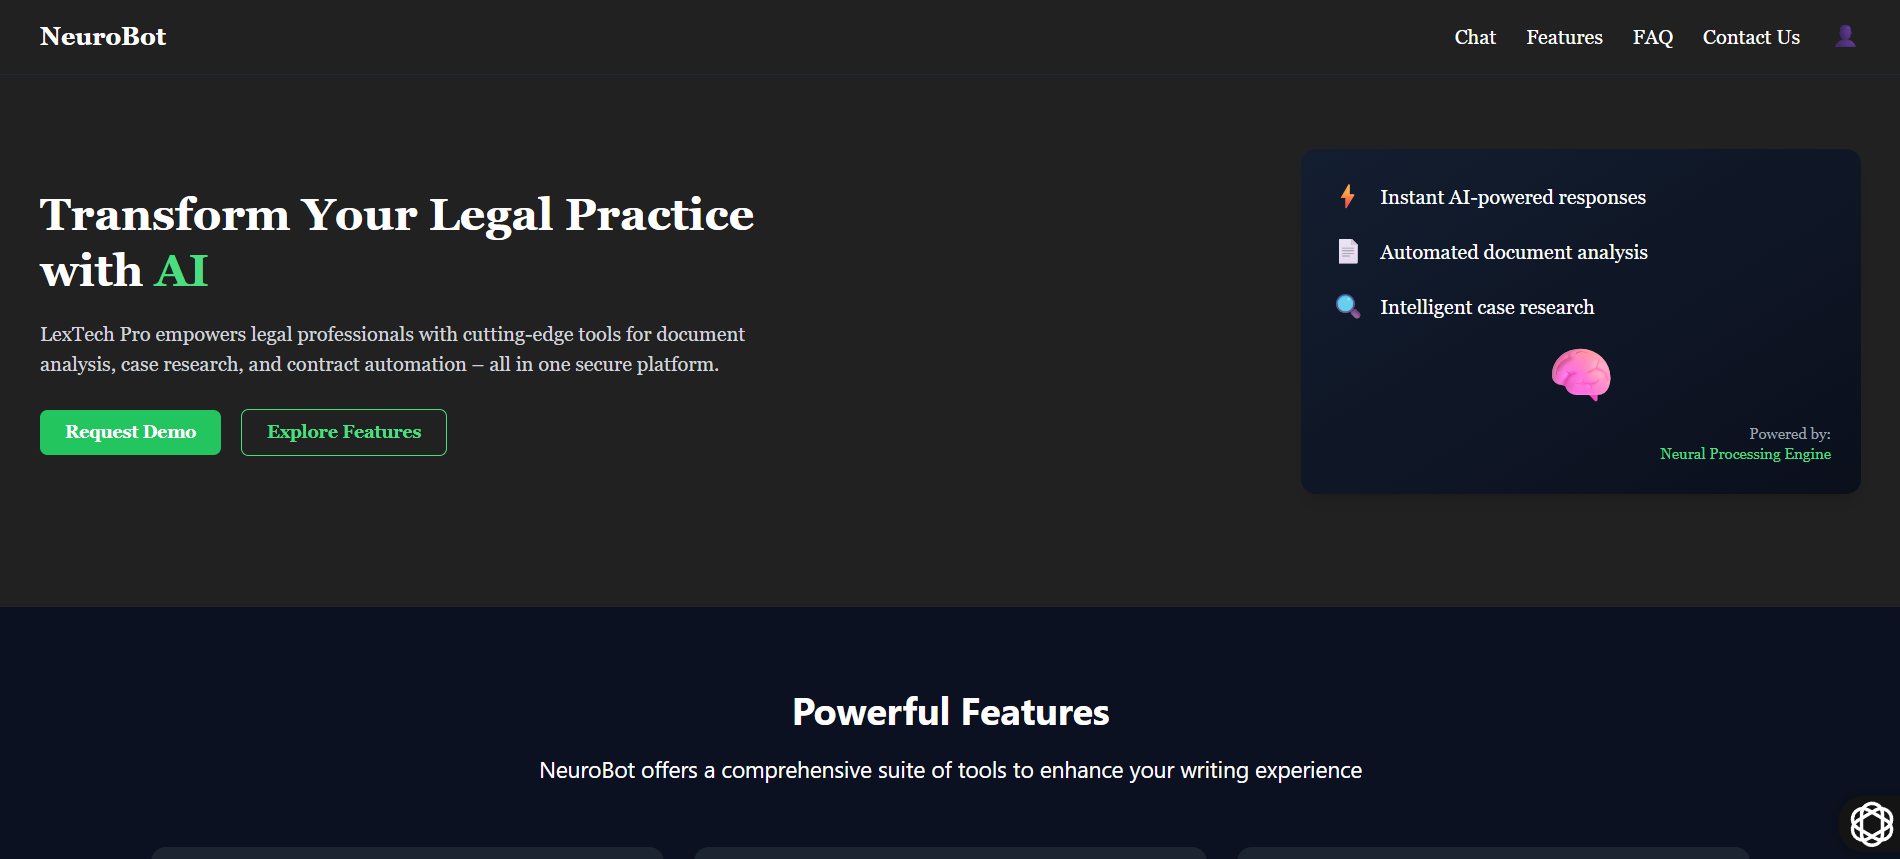 NeuroBot
Chat Features FAQ Contact Us
Transform Your Legal Practice
with AI
LexTech Pro empowers legal professionals with cutting-edge tools for document
analysis, case research, and contract automation – all in one secure platform.
Request Demo Explore Features
Instant AI-powered responses
Automated document analysis
Intelligent case research
Powered by:
Neural Processing Engine
Powerful Features
NeuroBot offers a comprehensive suite of tools to enhance your writing experience